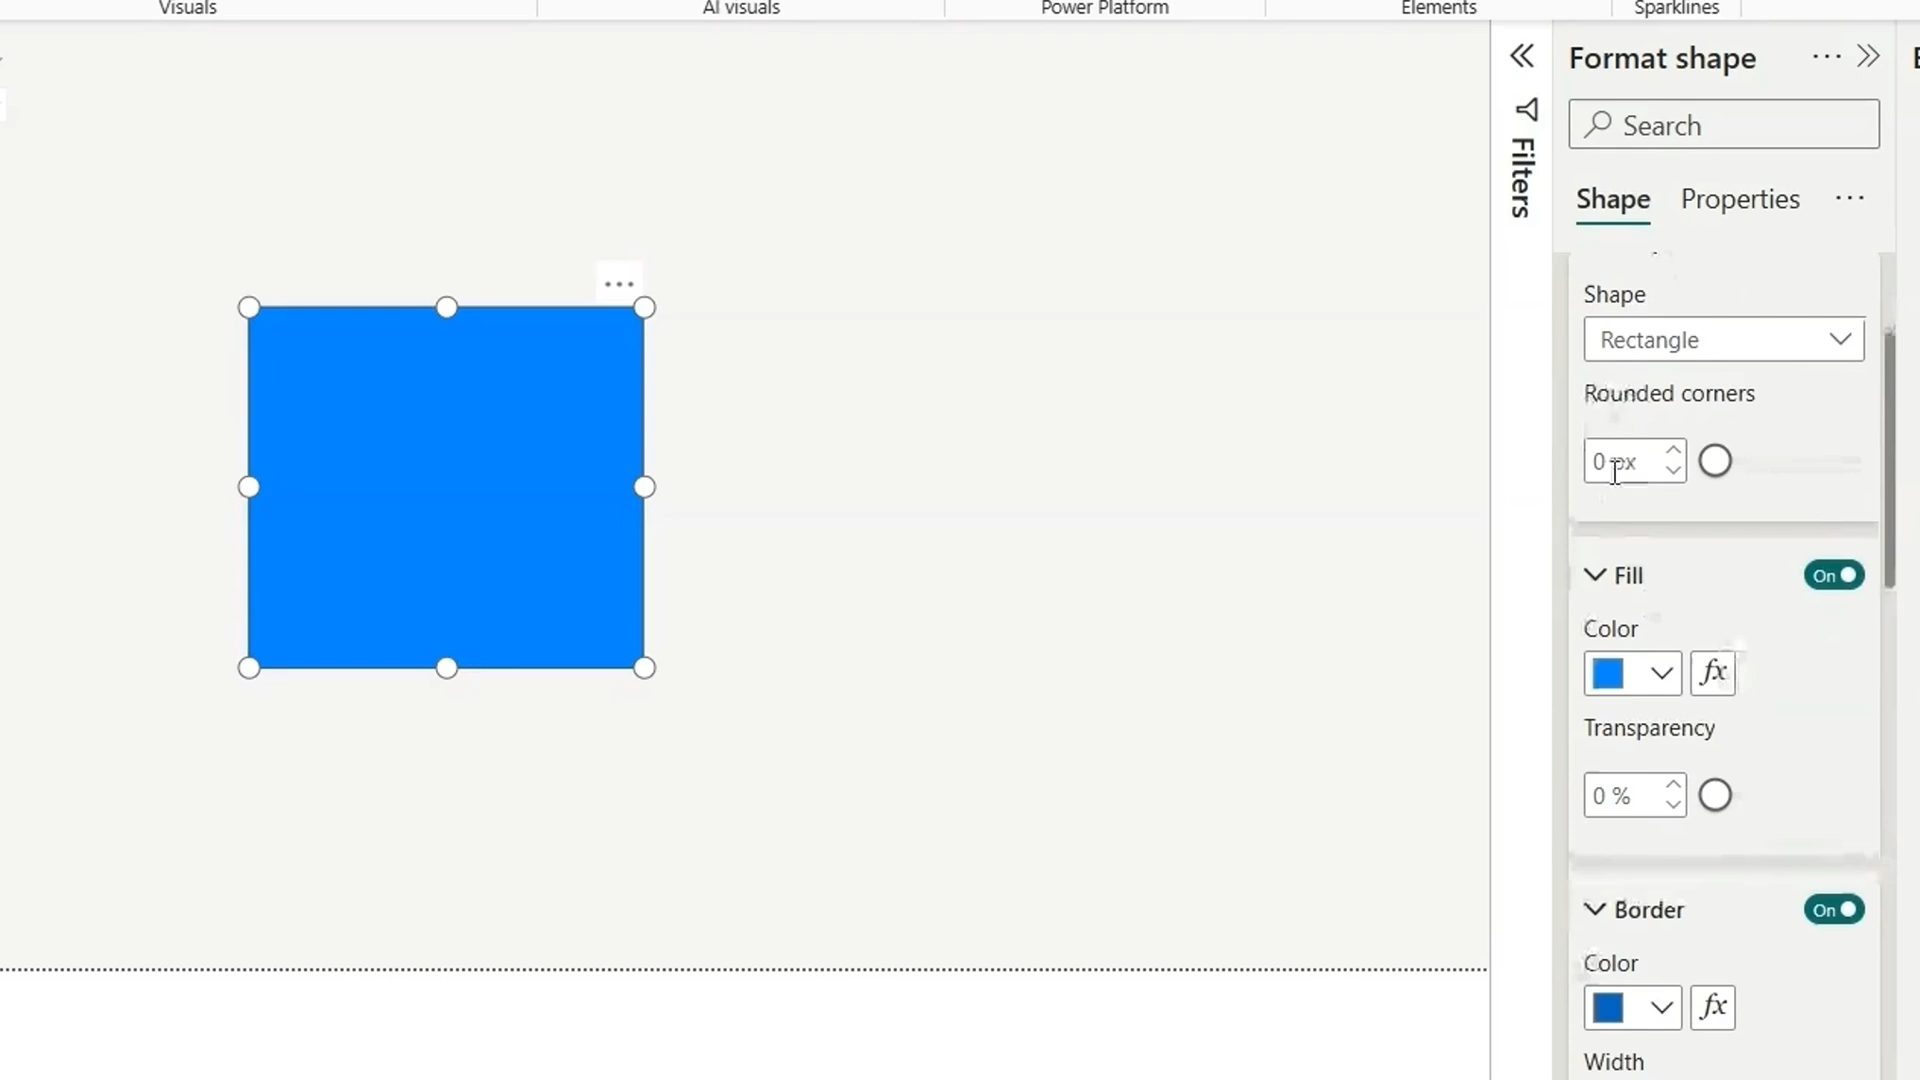 Visuals
AI visuals
Power Platform
Elements
Sparklines
Filters
Format shape
Search
Shape
Properties
Shape
Rectangle
Rounded corners
0 px
Fill
On
Color
fx
Transparency
0 %
Border
On
Color
fx
Width